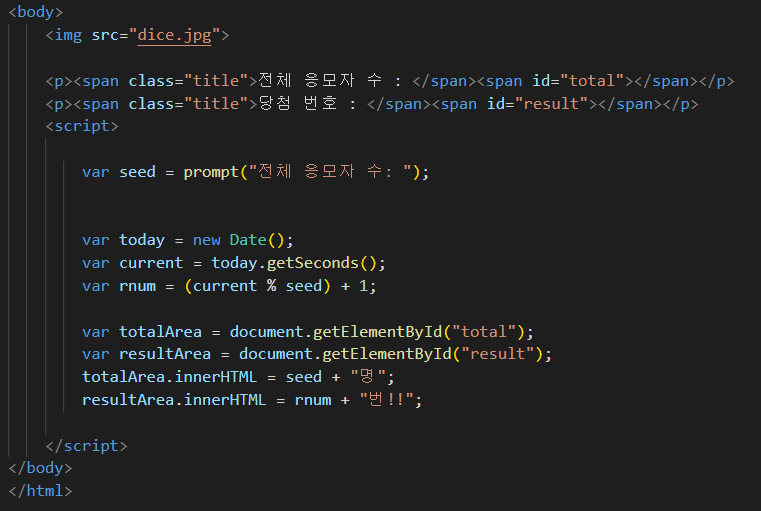 <body>
<img src="dice.jpg">
<p><span class="title">전체 응모자 수 : </span><span id="total"></span></p>
<p><span class="title">당첨 번호 : </span><span id="result"></span></p>
<script>
var seed = prompt("전체 응모자 수: ");
var today = new Date();
var current = today.getSeconds();
var rnum = (current % seed) + 1;
var totalArea = document.getElementById("total");
var resultArea = document.getElementById("result");
totalArea.innerHTML = seed + "명";
resultArea.innerHTML = rnum + "번!!";
</script>
</body>
</html>